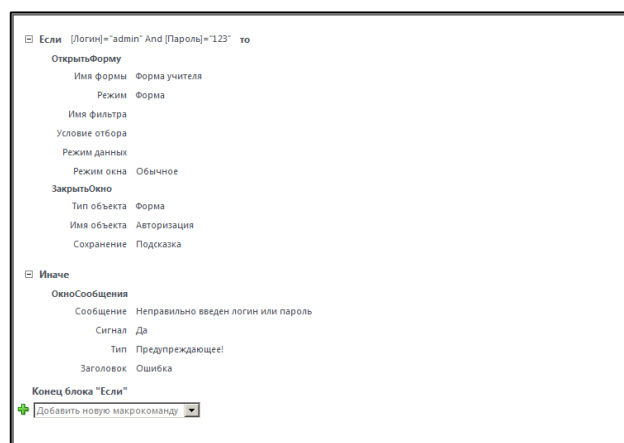 Если [Логин]="admin" And [Пароль]="123" то
ОткрытьФорму
Имя формы Форма учителя
Режим Форма
Имя фильтра
Условие отбора
Режим данных
Режим окна Обычное
ЗакрытьОкно
Тип объекта Форма
Имя объекта Авторизация
Сохранение Подсказка
Иначе
ОкноСообщения
Сообщение Неправильно введен логин или пароль
Сигнал Да
Тип Предупреждающее!
Заголовок Ошибка
Конец блока "Если"
Добавить новую макрокоманду